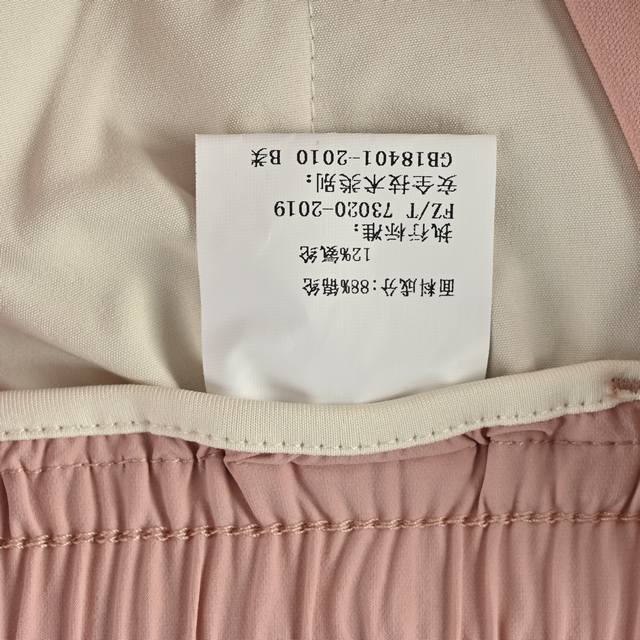 面料成分:88%锦纶
12%氨纶
执行标准:
FZ/T 73020-2019
安全技术类别:
GB18401-2010 B类